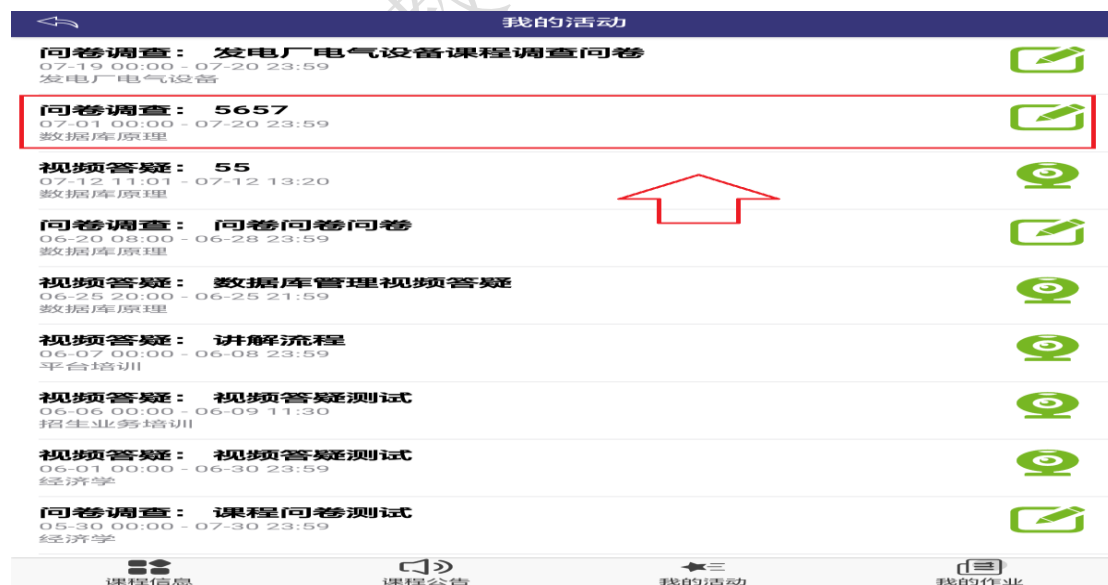 我的活动
问卷调查： 发电厂电气设备课程调查问卷
07-19 00:00 - 07-20 23:59
发电厂电气设备
问卷调查： 5657
07-01 00:00 - 07-20 23:59
数据库原理
视频答疑： 55
07-12 11:01 - 07-12 13:20
数据库原理
问卷调查： 问卷问卷问卷
06-20 08:00 - 06-28 23:59
数据库原理
视频答疑： 数据库管理视频答疑
06-25 20:00 - 06-25 21:59
数据库原理
视频答疑： 讲解流程
06-07 00:00 - 06-08 23:59
平台培训
视频答疑： 视频答疑测试
06-06 00:00 - 06-09 11:30
招生业务培训
视频答疑： 视频答疑测试
06-01 00:00 - 06-30 23:59
经济学
问卷调查： 课程问卷测试
05-30 00:00 - 07-30 23:59
经济学
课程信息 课程公告 我的活动 我的作业